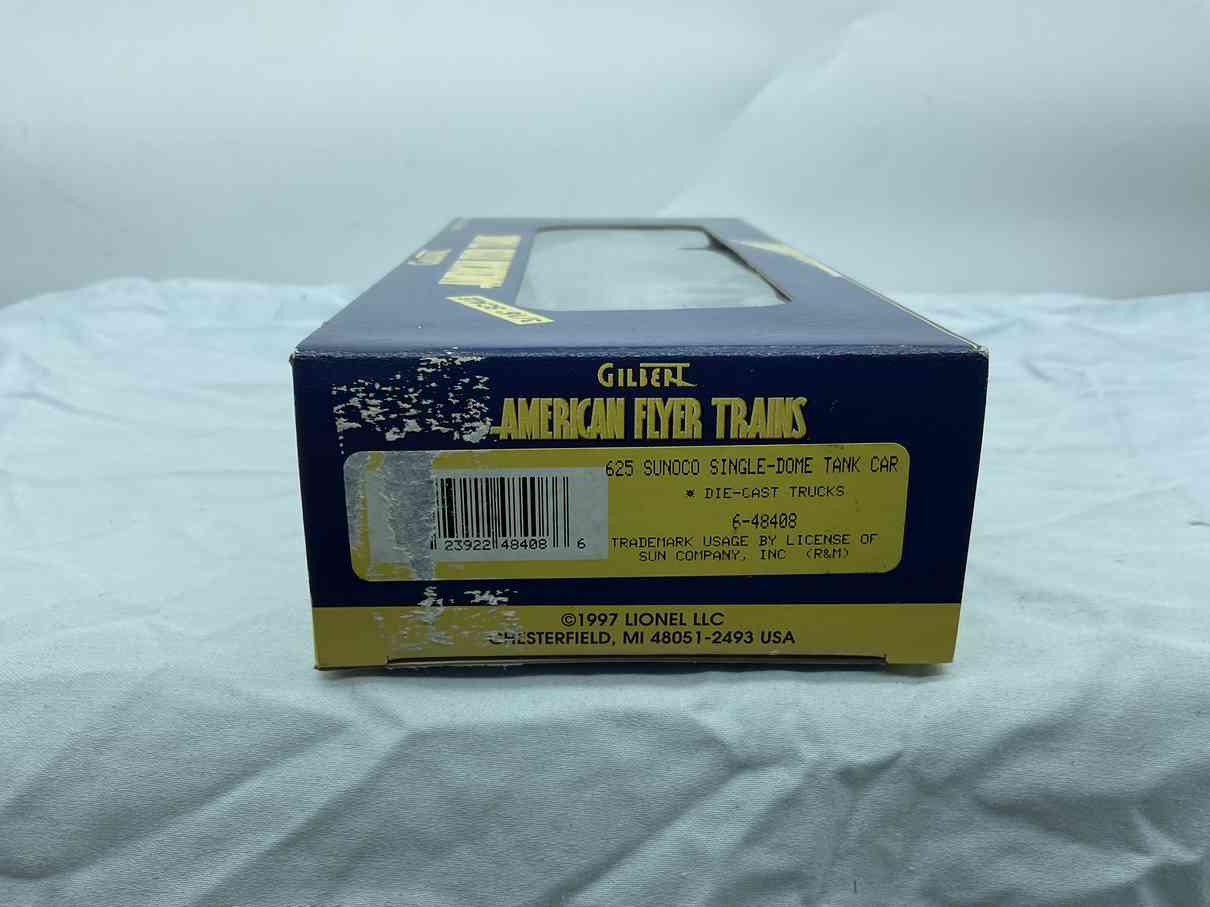 GILBERT
AMERICAN FLYER TRAINS
625 SUNOCO SINGLE-DOME TANK CAR
* DIE-CAST TRUCKS
6-48408
23922 48408 6
TRADEMARK USAGE BY LICENSE OF
SUN COMPANY, INC (R&M)
©1997 LIONEL LLC
CHESTERFIELD, MI 48051-2493 USA